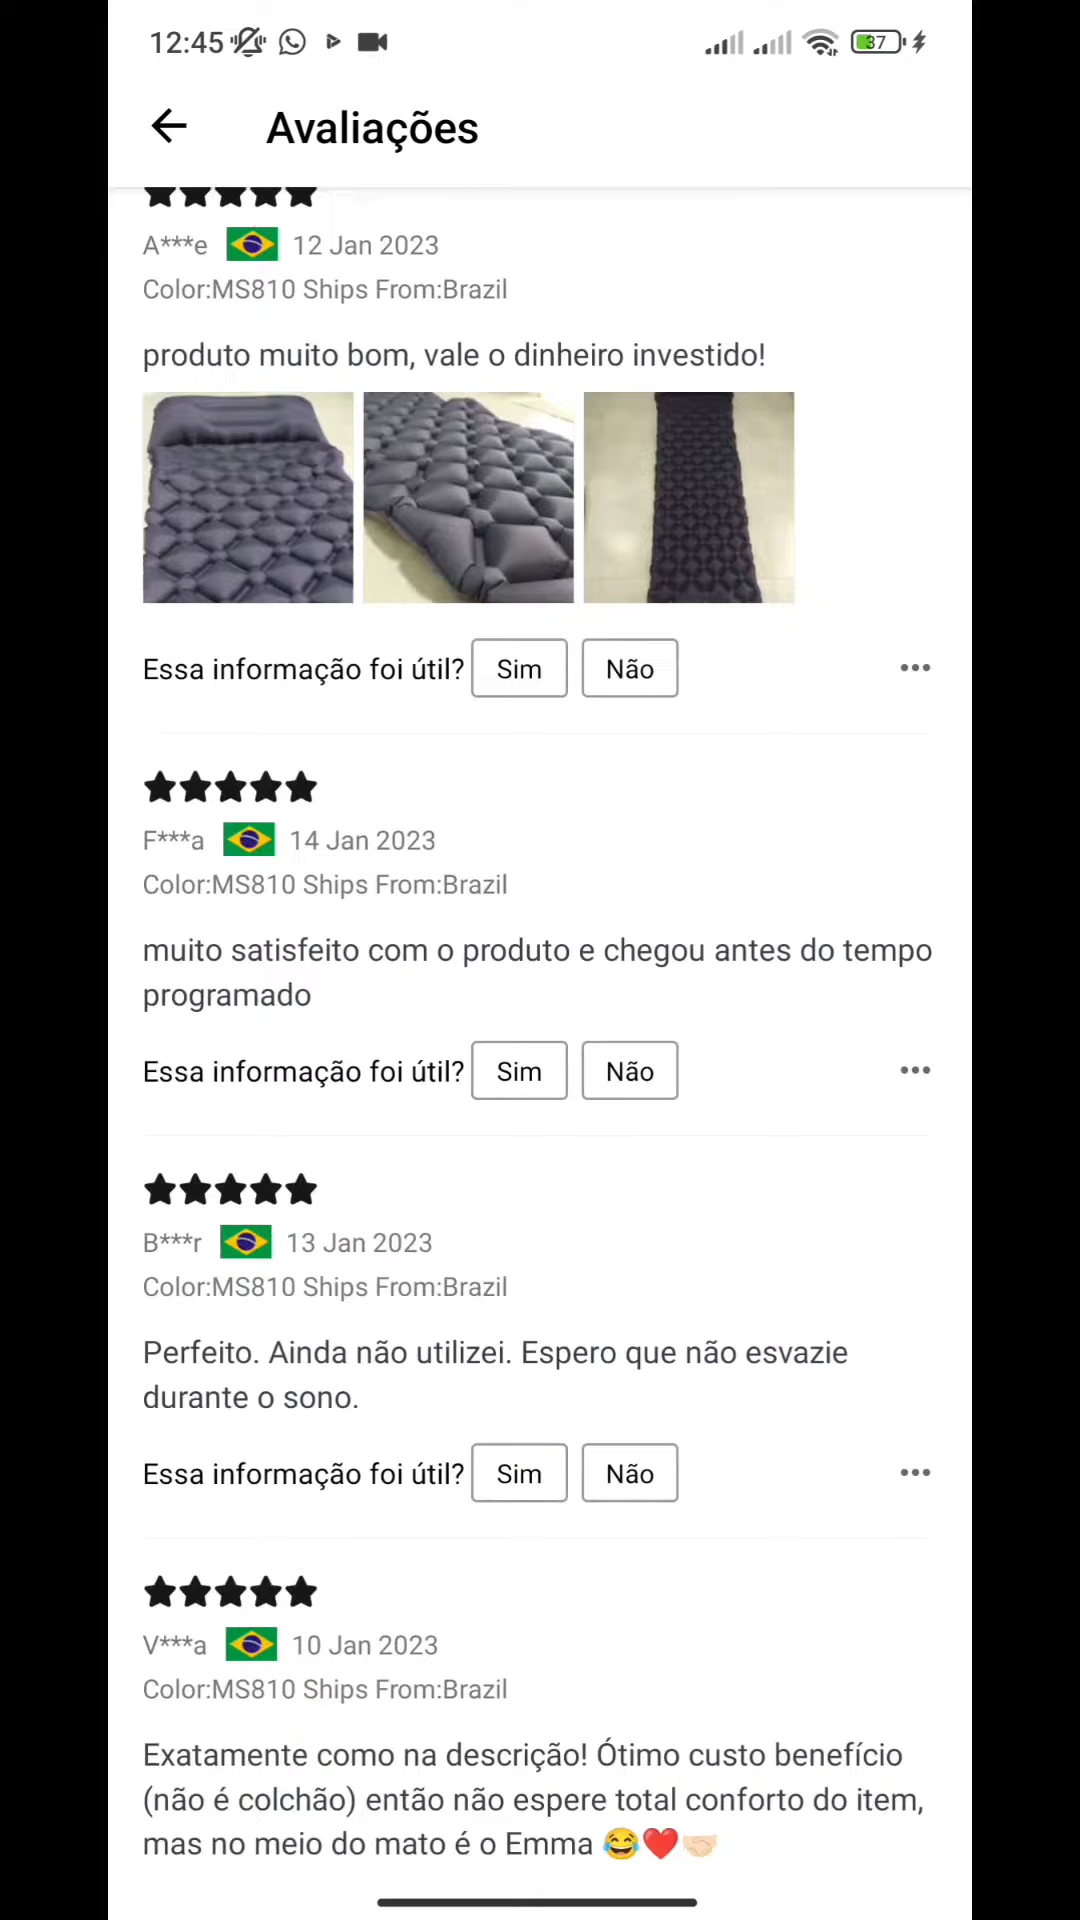 12:45
37
Avaliações
A***e 12 Jan 2023
Color:MS810 Ships From:Brazil
produto muito bom, vale o dinheiro investido!
Essa informação foi útil? Sim Não
F***a 14 Jan 2023
Color:MS810 Ships From:Brazil
muito satisfeito com o produto e chegou antes do tempo
programado
Essa informação foi útil? Sim Não
B***r 13 Jan 2023
Color:MS810 Ships From:Brazil
Perfeito. Ainda não utilizei. Espero que não esvazie
durante o sono.
Essa informação foi útil? Sim Não
V***a 10 Jan 2023
Color:MS810 Ships From:Brazil
Exatamente como na descrição! Ótimo custo benefício
(não é colchão) então não espere total conforto do item,
mas no meio do mato é o Emma 😂❤️🤝🏻